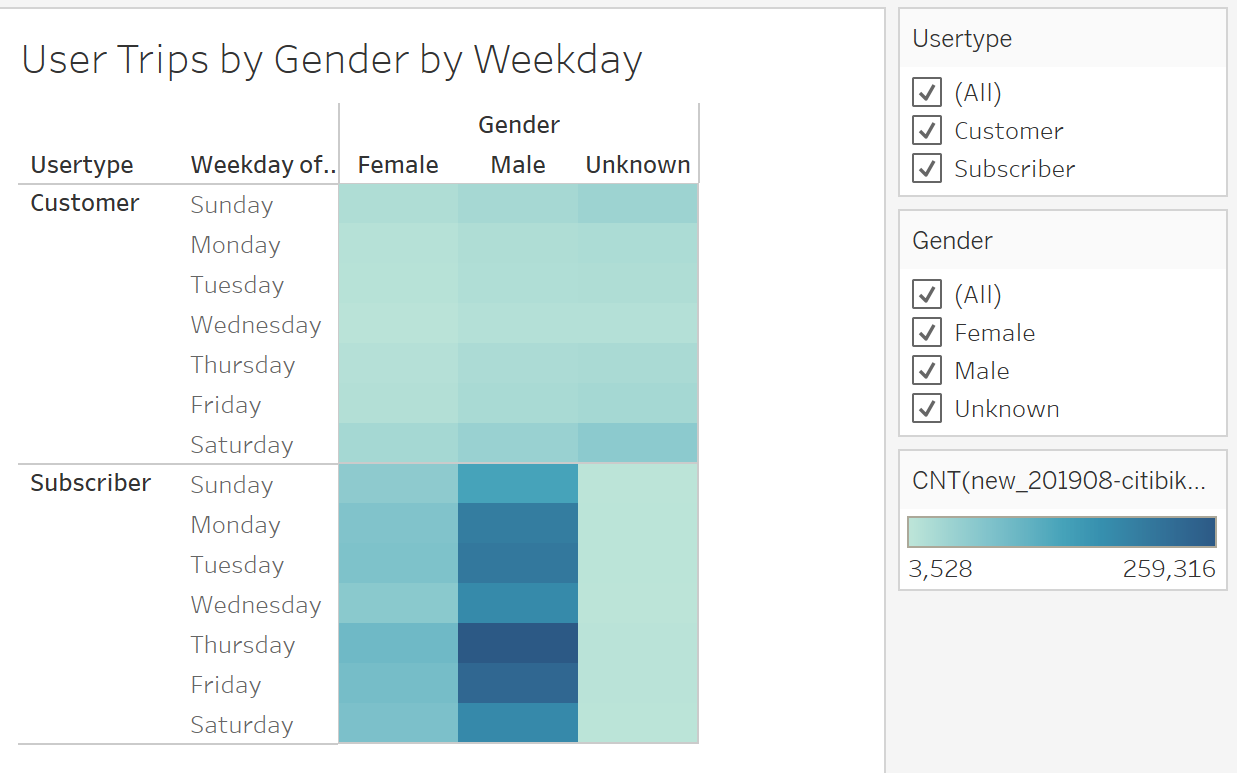 User Trips by Gender by Weekday
Gender
Usertype Weekday of.. Female Male Unknown
Customer Sunday
Monday
Tuesday
Wednesday
Thursday
Friday
Saturday
Subscriber Sunday
Monday
Tuesday
Wednesday
Thursday
Friday
Saturday
Usertype
(All)
Customer
Subscriber
Gender
(All)
Female
Male
Unknown
CNT(new_201908-citibik...
3,528 259,316